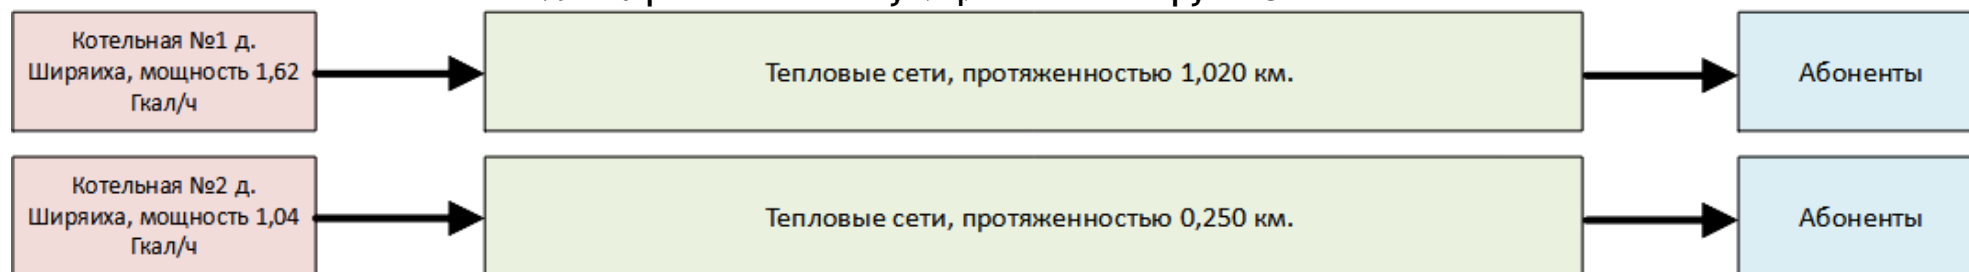 Котельная №1 д.
Ширяиха, мощность 1,62
Гкал/ч
Тепловые сети, протяженностью 1,020 км.
Абоненты
Котельная №2 д.
Ширяиха, мощность 1,04
Гкал/ч
Тепловые сети, протяженностью 0,250 км.
Абоненты